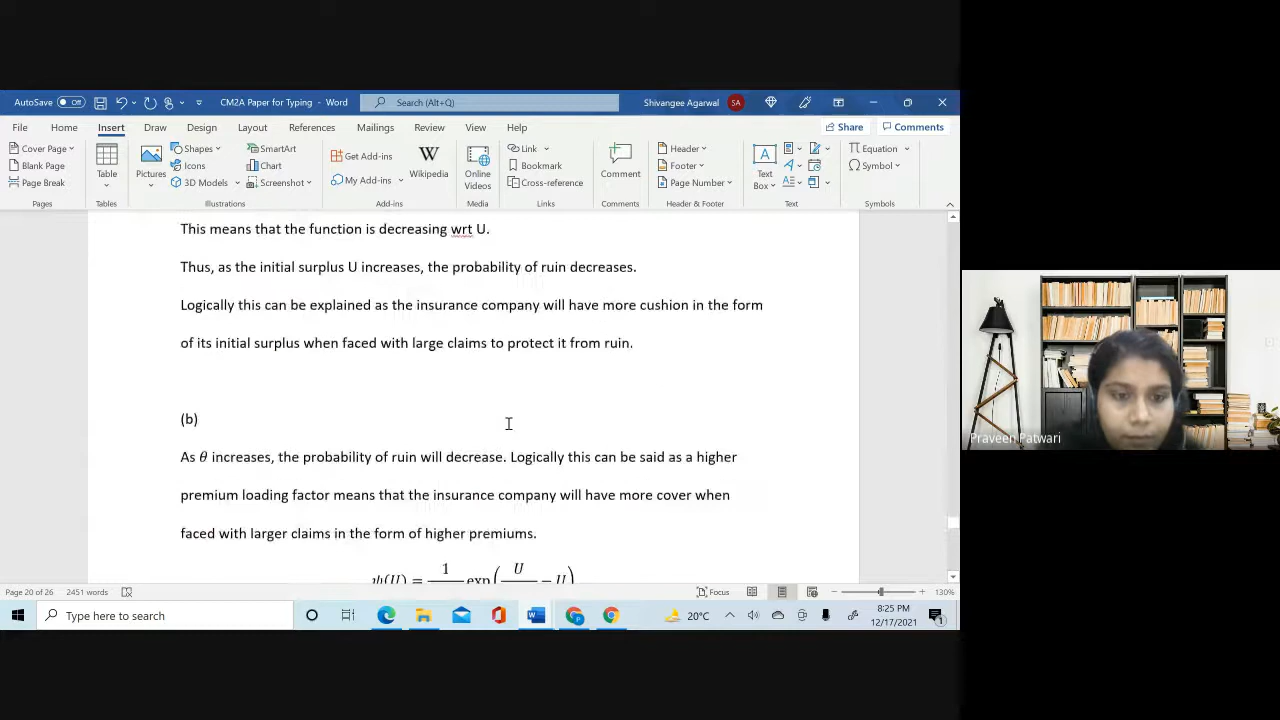 AutoSave Off CM2A Paper for Typing - Word Search (Alt+Q) Shivangee Agarwal SA
File Home Insert Draw Design Layout References Mailings Review View Help Share Comments
Cover Page
Blank Page
Page Break
Pages
Table
Tables
Pictures
Shapes
Icons
3D Models
SmartArt
Chart
Screenshot
Illustrations
Get Add-ins
My Add-ins
Wikipedia
Add-ins
Online
Videos
Media
Link
Bookmark
Cross-reference
Links
Comment
Comments
Header
Footer
Page Number
Header & Footer
Text
Box
Text
Equation
Symbol
Symbols
This means that the function is decreasing wrt U.
Thus, as the initial surplus U increases, the probability of ruin decreases.
Logically this can be explained as the insurance company will have more cushion in the form
of its initial surplus when faced with large claims to protect it from ruin.
(b)
As θ increases, the probability of ruin will decrease. Logically this can be said as a higher
premium loading factor means that the insurance company will have more cover when
faced with larger claims in the form of higher premiums.
ψ(U) = 1 exp( U − U)
Page 20 of 26 2451 words Focus 130%
Type here to search 20°C 8:25 PM
12/17/2021
1
Praveen Patwari